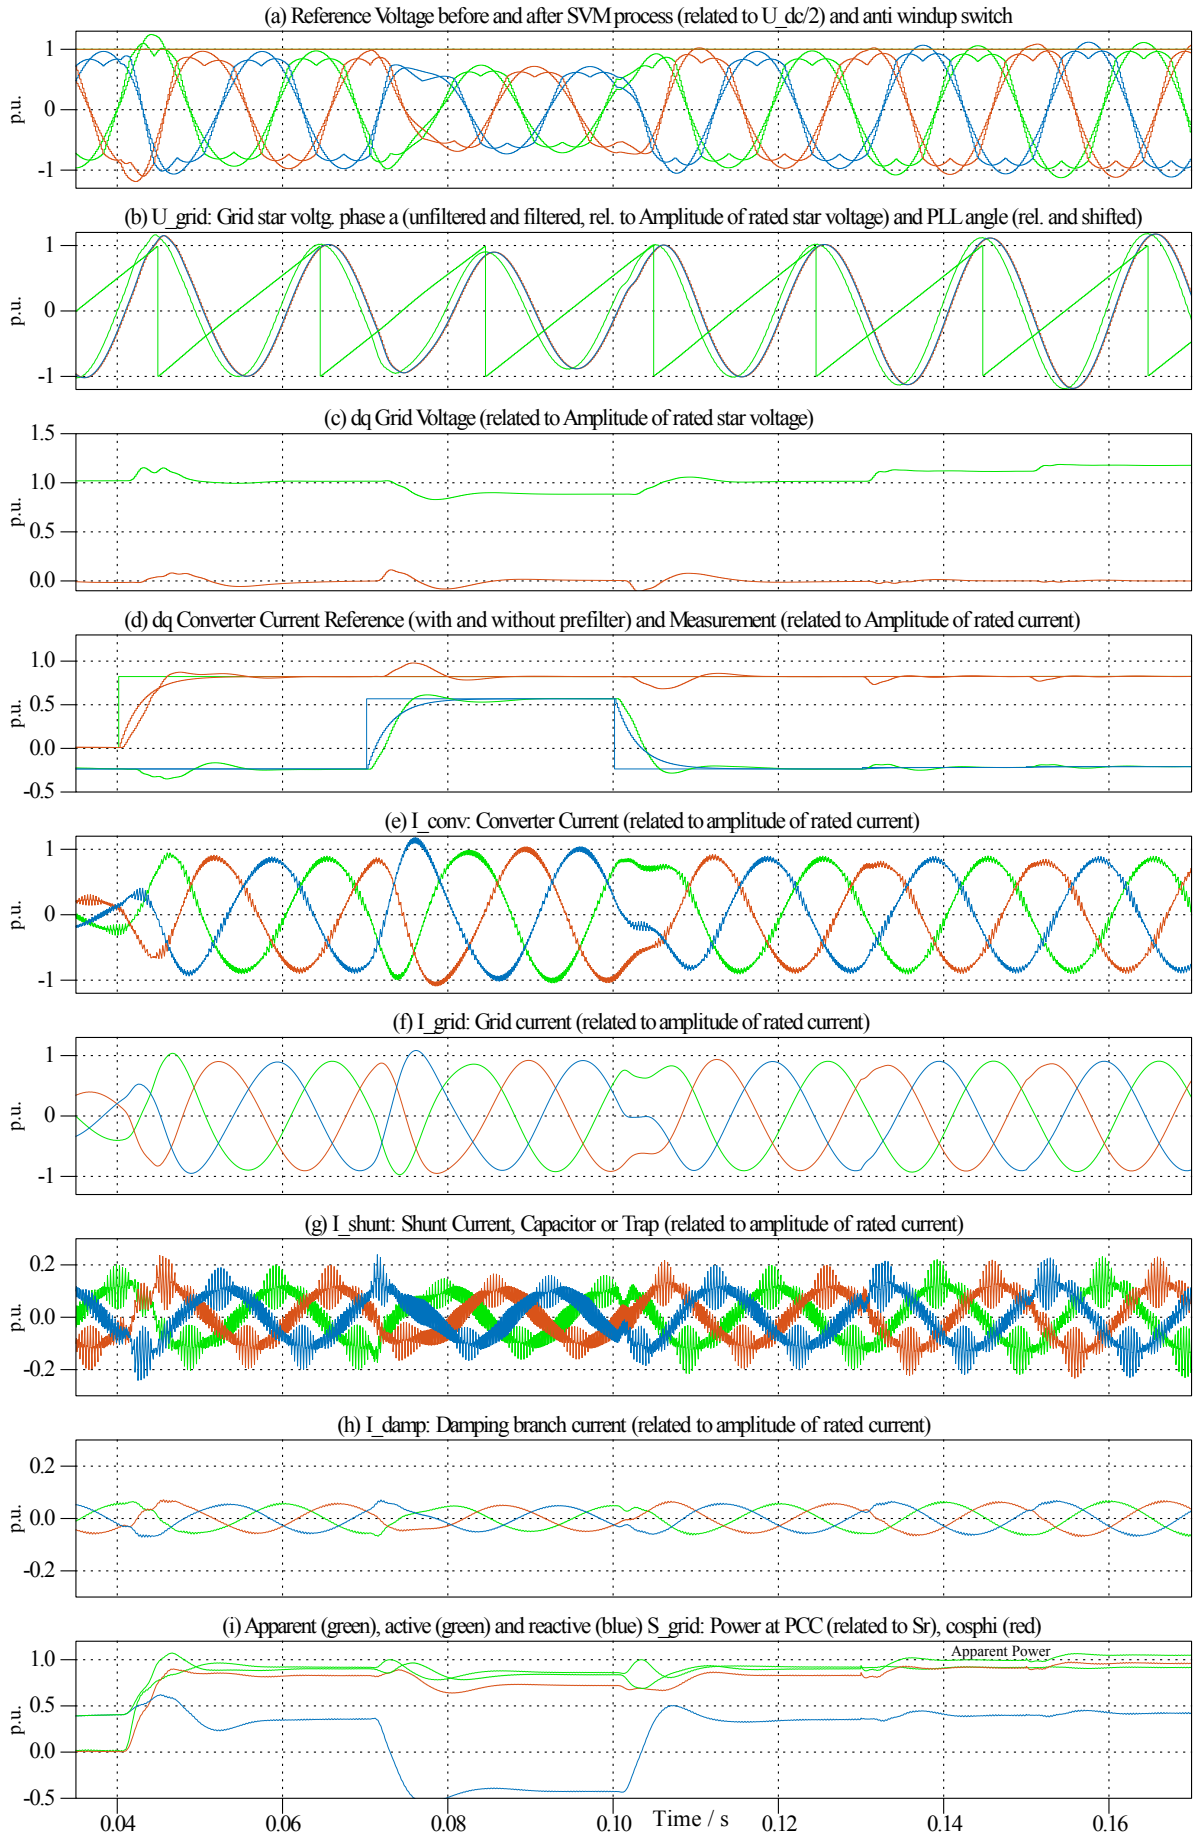 (a) Reference Voltage before and after SVM process (related to U_dc/2) and anti windup switch
1
0
-1
p.u.
(b) U_grid: Grid star voltg. phase a (unfiltered and filtered, rel. to Amplitude of rated star voltage) and PLL angle (rel. and shifted)
1
0
-1
p.u.
(c) dq Grid Voltage (related to Amplitude of rated star voltage)
1.5
1.0
0.5
0.0
p.u.
(d) dq Converter Current Reference (with and without prefilter) and Measurement (related to Amplitude of rated current)
1.0
0.5
0.0
-0.5
p.u.
(e) I_conv: Converter Current (related to amplitude of rated current)
1
0
-1
p.u.
(f) I_grid: Grid current (related to amplitude of rated current)
1
0
-1
p.u.
(g) I_shunt: Shunt Current, Capacitor or Trap (related to amplitude of rated current)
0.2
0.0
-0.2
p.u.
(h) I_damp: Damping branch current (related to amplitude of rated current)
0.2
0.0
-0.2
p.u.
(i) Apparent (green), active (green) and reactive (blue) S_grid: Power at PCC (related to Sr), cosphi (red)
Apparent Power
1.0
0.5
0.0
-0.5
p.u.
0.04 0.06 0.08 0.10 Time / s 0.12 0.14 0.16